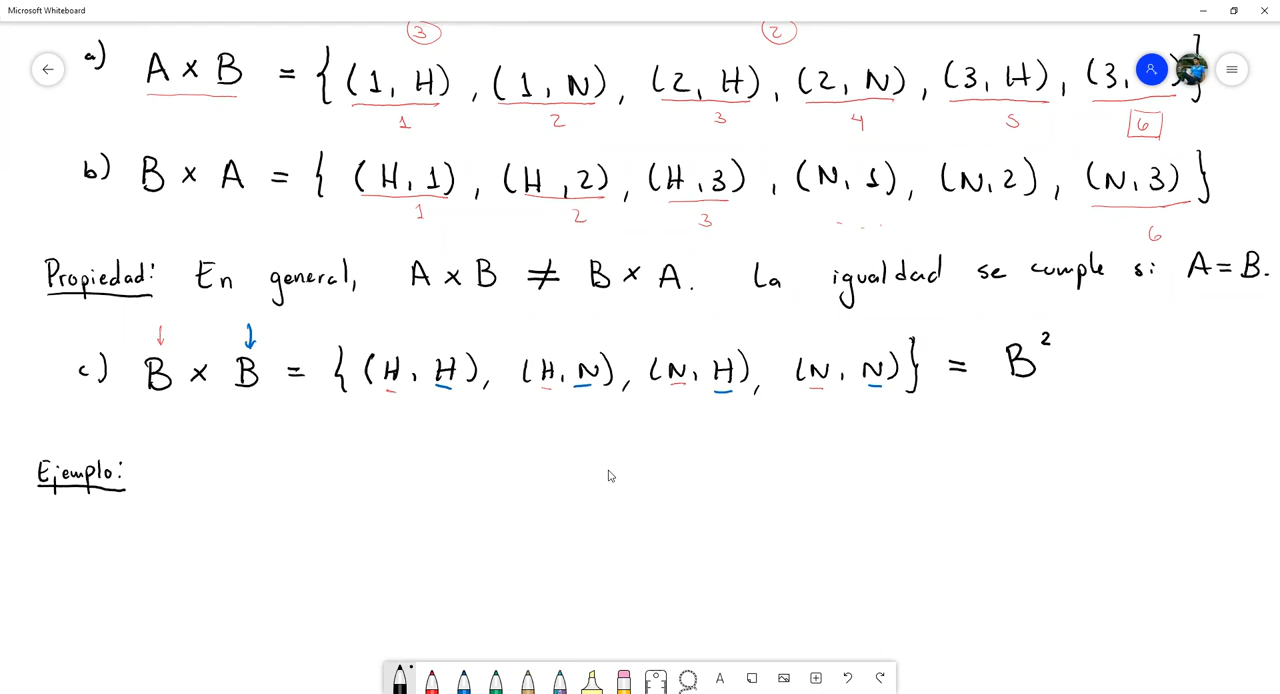 Microsoft Whiteboard
3 2
a) A × B = { (1, H), (1, N), (2, H), (2, N), (3, H), (3, }
1 2 3 4 5 6
b) B × A = { (H, 1), (H, 2), (H, 3), (N, 1), (N, 2), (N, 3) }
1 2 3 ... 6
Propiedad: En general, A × B ≠ B × A. La igualdad se cumple si A = B.
c) B × B = { (H, H), (H, N), (N, H), (N, N) } = B²
Ejemplo:
A